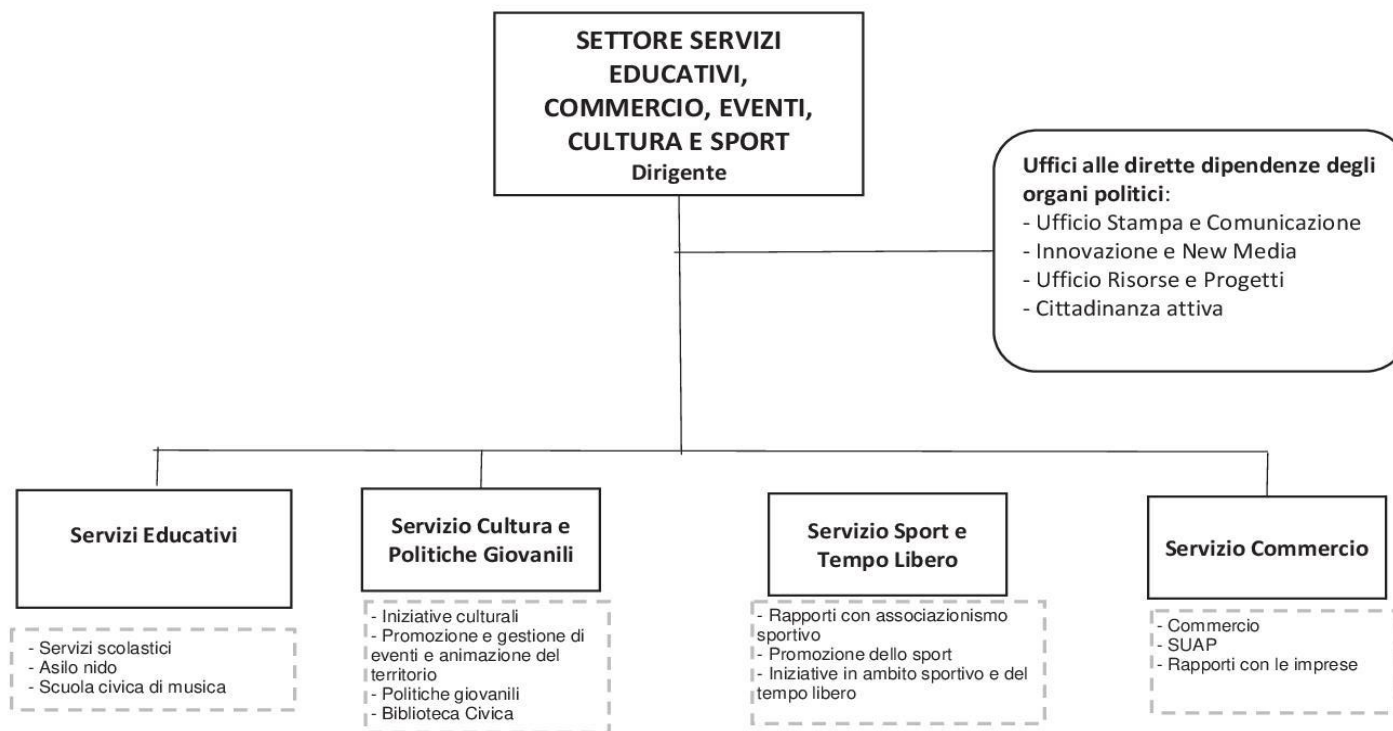 SETTORE SERVIZI
EDUCATIVI,
COMMERCIO, EVENTI,
CULTURA E SPORT
Dirigente
Uffici alle dirette dipendenze degli
organi politici:
- Ufficio Stampa e Comunicazione
- Innovazione e New Media
- Ufficio Risorse e Progetti
- Cittadinanza attiva
Servizi Educativi
- Servizi scolastici
- Asilo nido
- Scuola civica di musica
Servizio Cultura e
Politiche Giovanili
- Iniziative culturali
- Promozione e gestione di
eventi e animazione del
territorio
- Politiche giovanili
- Biblioteca Civica
Servizio Sport e
Tempo Libero
- Rapporti con associazionismo
sportivo
- Promozione dello sport
- Iniziative in ambito sportivo e del
tempo libero
Servizio Commercio
- Commercio
- SUAP
- Rapporti con le imprese